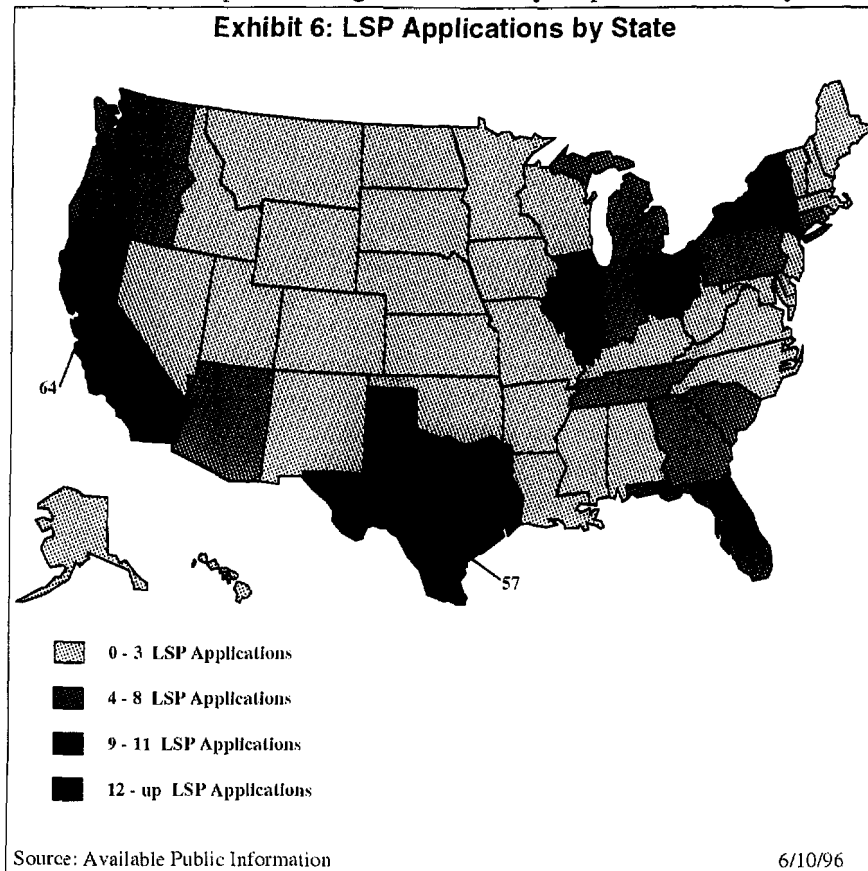 Exhibit 6: LSP Applications by State
64
57
0 - 3 LSP Applications
4 - 8 LSP Applications
9 - 11 LSP Applications
12 - up LSP Applications
Source: Available Public Information 6/10/96